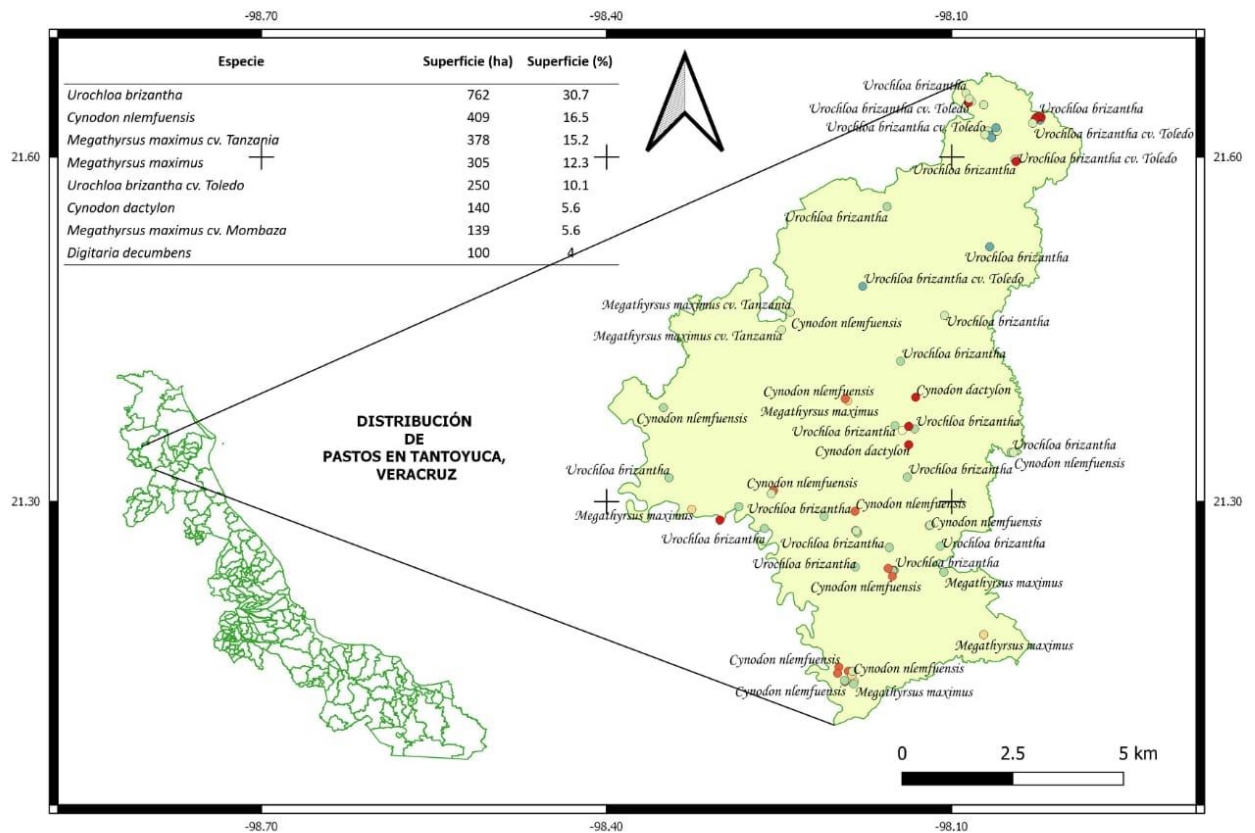 -98.70 -98.40 -98.10
Especie Superficie (ha) Superficie (%)
Urochloa brizantha 762 30.7
Cynodon nlemfuensis 409 16.5
Megathyrsus maximus cv. Tanzania 378 15.2
Megathyrsus maximus 305 12.3
Urochloa brizantha cv. Toledo 250 10.1
Cynodon dactylon 140 5.6
Megathyrsus maximus cv. Mombaza 139 5.6
Digitaria decumbens 100 4
21.60 21.60
21.30 21.30
DISTRIBUCIÓN
DE
PASTOS EN TANTOYUCA,
VERACRUZ
Urochloa brizantha
Urochloa brizantha cv. Toledo
Urochloa brizantha
Urochloa brizantha cv. Toledo
Urochloa brizantha cv. Toledo
Urochloa brizantha cv. Toledo
Urochloa brizantha
Urochloa brizantha
Urochloa brizantha
Urochloa brizantha cv. Toledo
Megathyrsus maximus cv. Tanzania
Cynodon nlemfuensis
Urochloa brizantha
Megathyrsus maximus cv. Tanzania
Urochloa brizantha
Cynodon nlemfuensis
Cynodon dactylon
Megathyrsus maximus
Cynodon nlemfuensis
Urochloa brizantha
Urochloa brizantha
Cynodon dactylon
Urochloa brizantha
Cynodon nlemfuensis
Urochloa brizantha
Urochloa brizantha
Cynodon nlemfuensis
Megathyrsus maximus
Urochloa brizantha
Cynodon nlemfuensis
Cynodon nlemfuensis
Urochloa brizantha
Urochloa brizantha
Urochloa brizantha
Urochloa brizantha
Urochloa brizantha
Cynodon nlemfuensis
Megathyrsus maximus
Megathyrsus maximus
Cynodon nlemfuensis
Cynodon nlemfuensis
Cynodon nlemfuensis
Megathyrsus maximus
0 2.5 5 km
-98.70 -98.40 -98.10